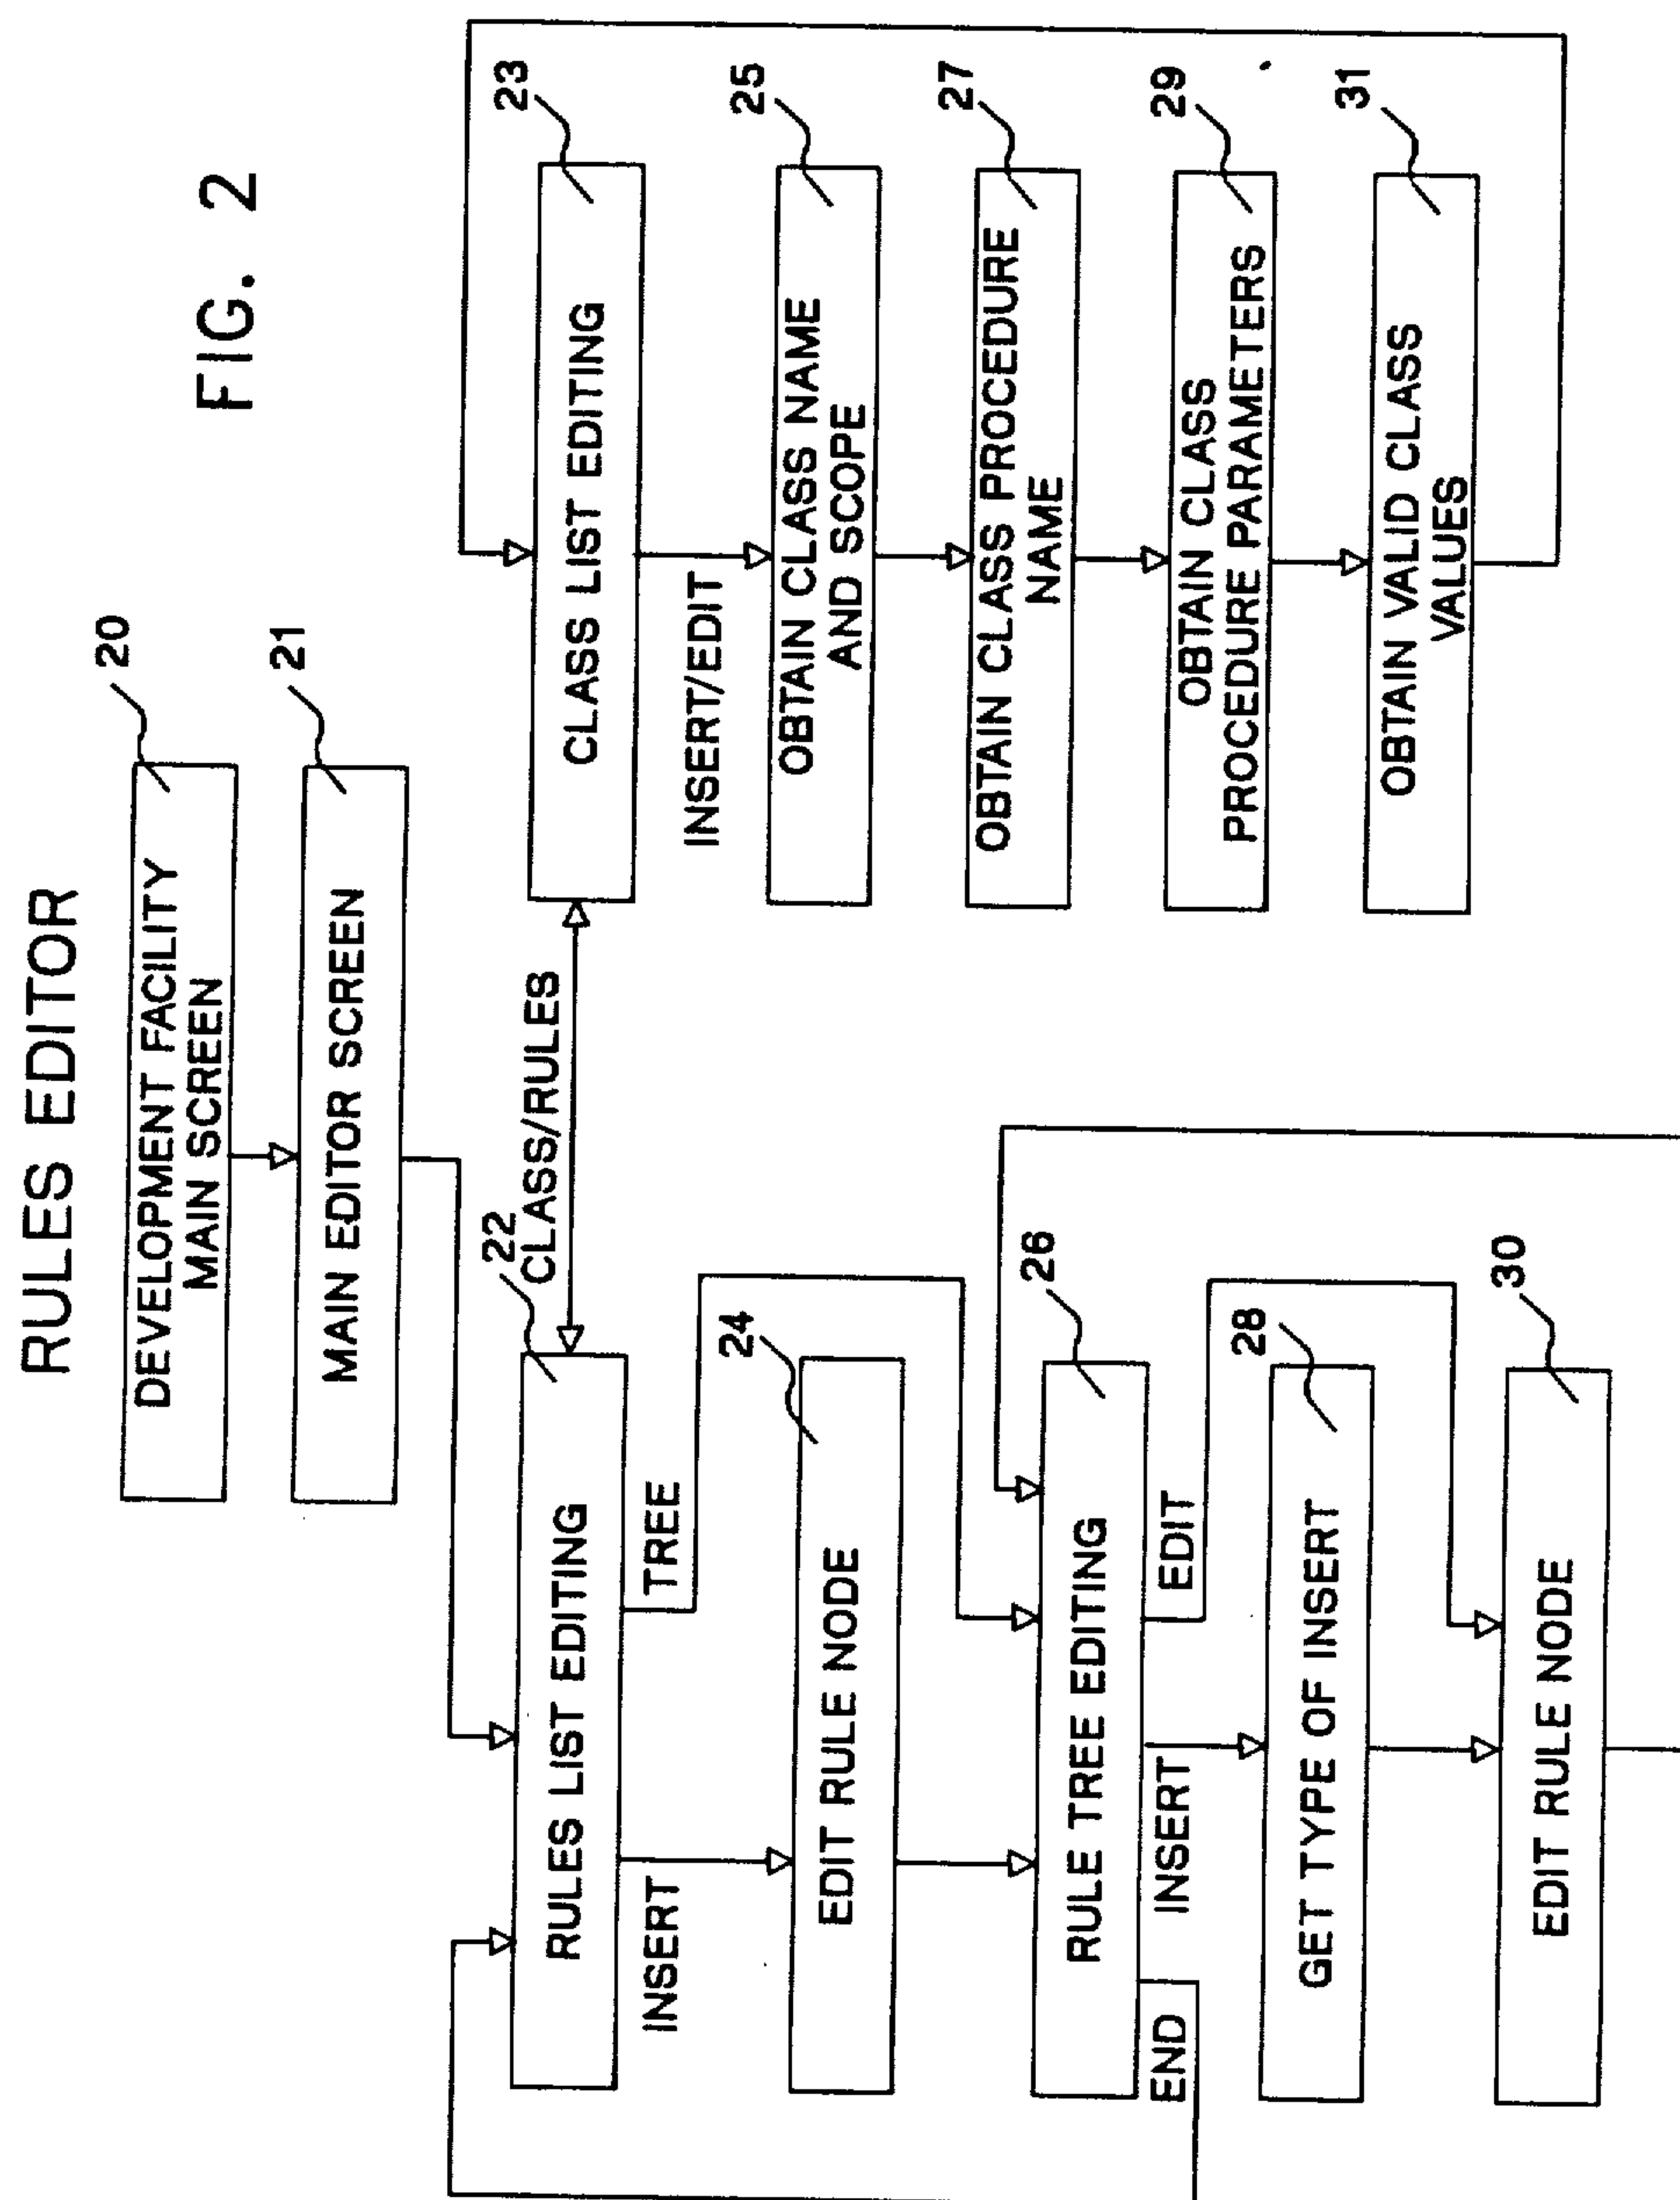 RULES EDITOR
FIG. 2
20
DEVELOPMENT FACILITY
MAIN SCREEN
21
MAIN EDITOR SCREEN
22
CLASS/RULES
23
RULES LIST EDITING
CLASS LIST EDITING
INSERT
TREE
INSERT/EDIT
24
25
EDIT RULE NODE
OBTAIN CLASS NAME
AND SCOPE
26
27
RULE TREE EDITING
OBTAIN CLASS PROCEDURE
NAME
END
INSERT
EDIT
28
29
GET TYPE OF INSERT
OBTAIN CLASS
PROCEDURE PARAMETERS
30
31
EDIT RULE NODE
OBTAIN VALID CLASS
VALUES